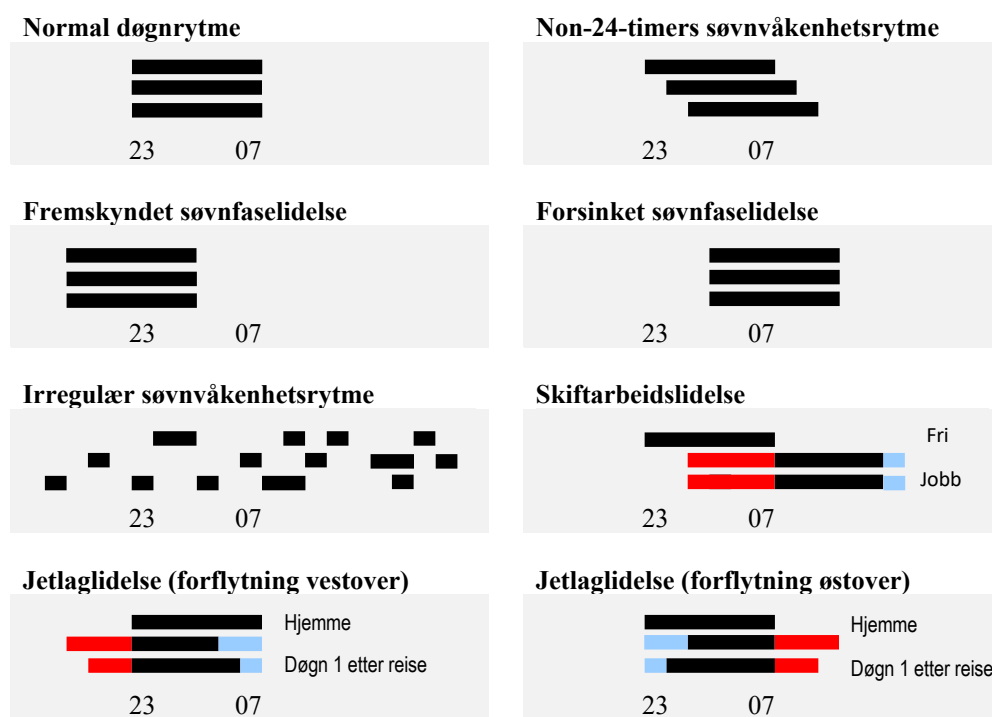 Normal døgnrytme
23 07
Non-24-timers søvnvåkenhetsrytme
23 07
Fremskyndet søvnfaselidelse
23 07
Forsinket søvnfaselidelse
23 07
Irregulær søvnvåkenhetsrytme
23 07
Skiftarbeidslidelse
Fri
Jobb
23 07
Jetlaglidelse (forflytning vestover)
Hjemme
Døgn 1 etter reise
23 07
Jetlaglidelse (forflytning østover)
Hjemme
Døgn 1 etter reise
23 07